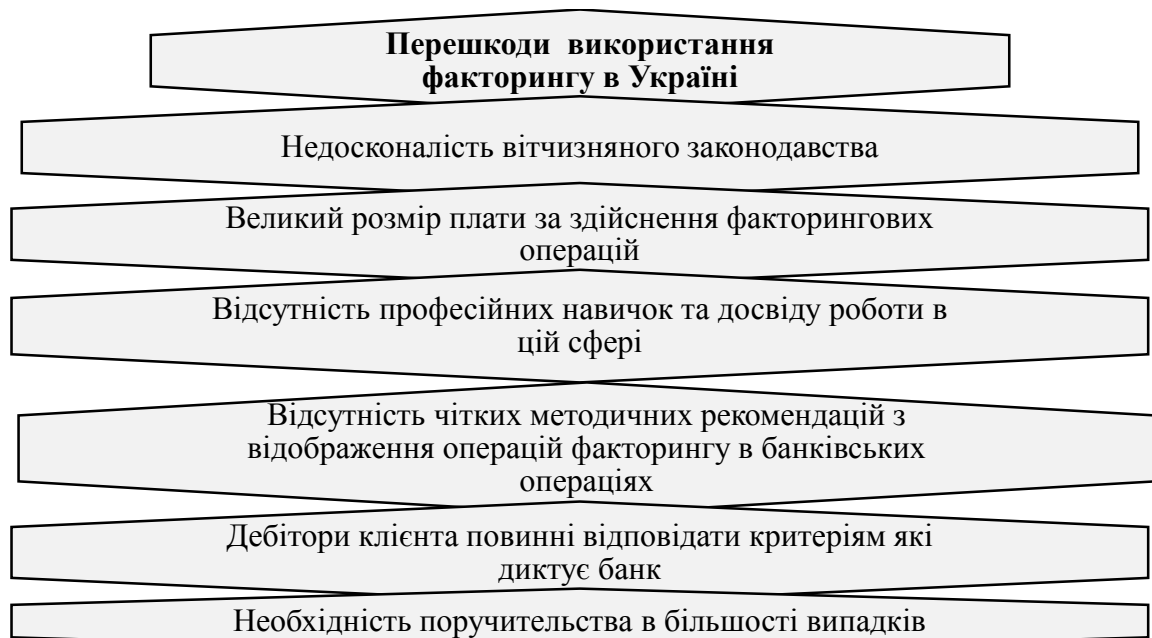 Перешкоди використання
факторингу в Україні
Недосконалість вітчизняного законодавства
Великий розмір плати за здійснення факторингових
операцій
Відсутність професійних навичок та досвіду роботи в
цій сфері
Відсутність чітких методичних рекомендацій з
відображення операцій факторингу в банківських
операціях
Дебітори клієнта повинні відповідати критеріям які
диктує банк
Необхідність поручительства в більшості випадків